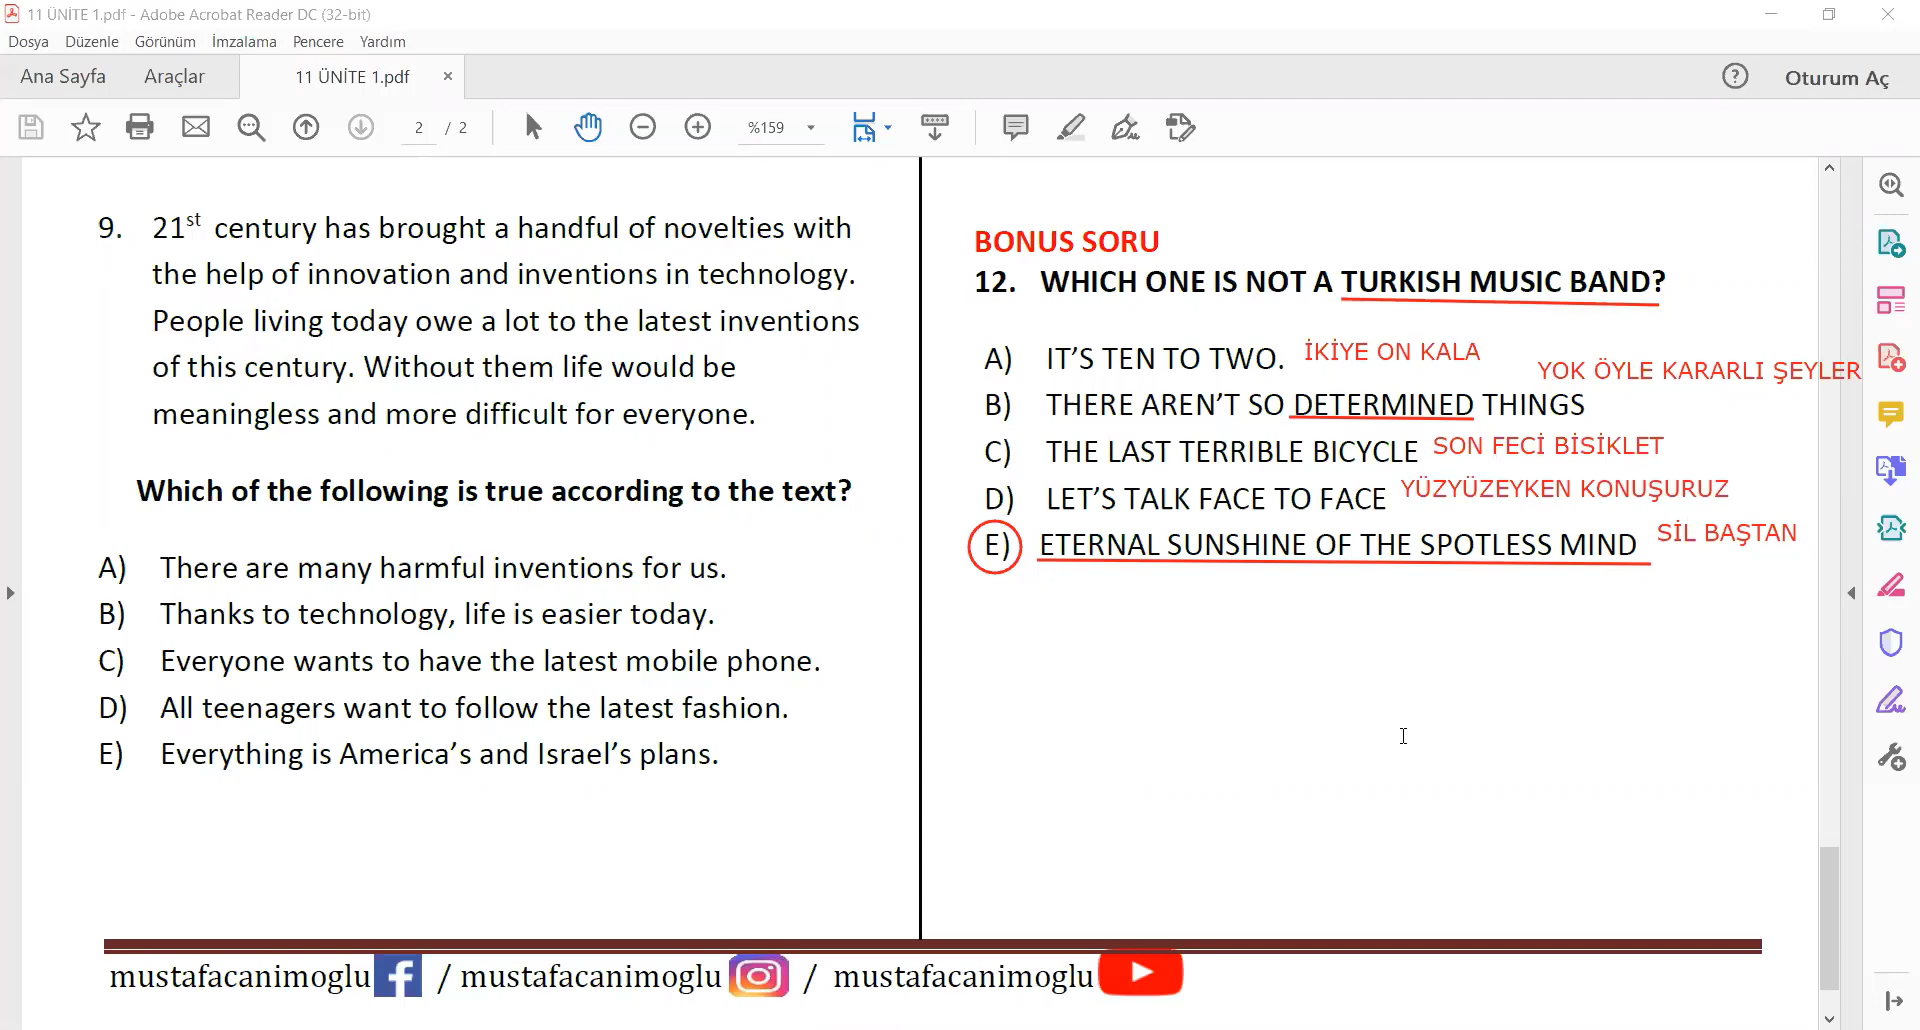 11 ÜNİTE 1.pdf - Adobe Acrobat Reader DC (32-bit)
Dosya Düzenle Görünüm İmzalama Pencere Yardım
Ana Sayfa Araçlar 11 ÜNİTE 1.pdf × Oturum Aç
2 / 2 %159
9. 21st century has brought a handful of novelties with
the help of innovation and inventions in technology.
People living today owe a lot to the latest inventions
of this century. Without them life would be
meaningless and more difficult for everyone.
Which of the following is true according to the text?
A) There are many harmful inventions for us.
B) Thanks to technology, life is easier today.
C) Everyone wants to have the latest mobile phone.
D) All teenagers want to follow the latest fashion.
E) Everything is America’s and Israel’s plans.
BONUS SORU
12. WHICH ONE IS NOT A TURKISH MUSIC BAND?
A) IT’S TEN TO TWO. İKİYE ON KALA
YOK ÖYLE KARARLI ŞEYLER
B) THERE AREN’T SO DETERMINED THINGS
C) THE LAST TERRIBLE BICYCLE SON FECİ BİSİKLET
D) LET’S TALK FACE TO FACE YÜZYÜZEYKEN KONUŞURUZ
E) ETERNAL SUNSHINE OF THE SPOTLESS MIND SİL BAŞTAN
mustafacanimoglu f / mustafacanimoglu / mustafacanimoglu